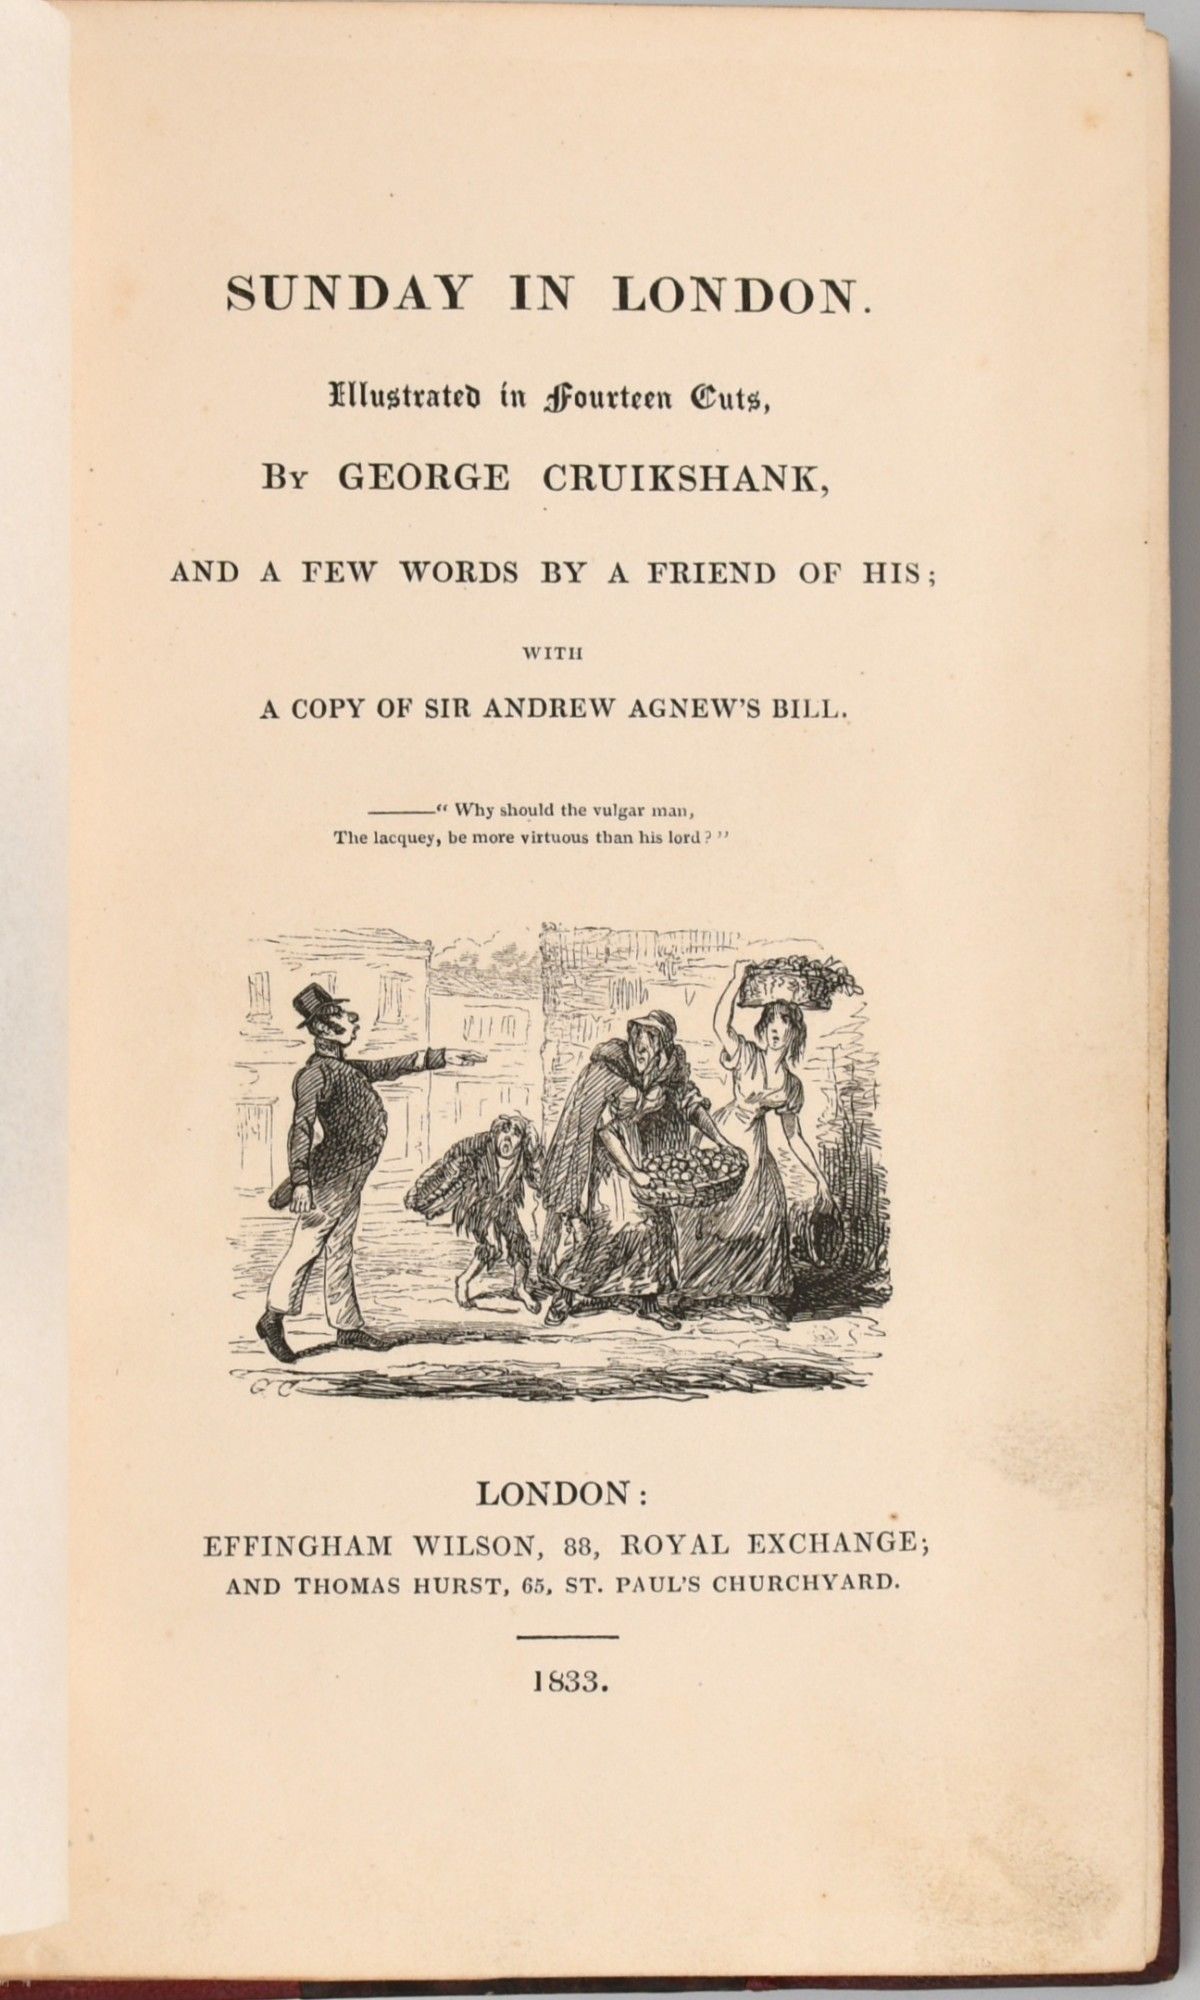 SUNDAY IN LONDON.
Illustrated in Fourteen Cuts,
By GEORGE CRUIKSHANK,
AND A FEW WORDS BY A FRIEND OF HIS;
WITH
A COPY OF SIR ANDREW AGNEW'S BILL.
———“ Why should the vulgar man,
The lacquey, be more virtuous than his lord? ”
G. C
LONDON:
EFFINGHAM WILSON, 88, ROYAL EXCHANGE;
AND THOMAS HURST, 65, ST. PAUL'S CHURCHYARD.
1833.